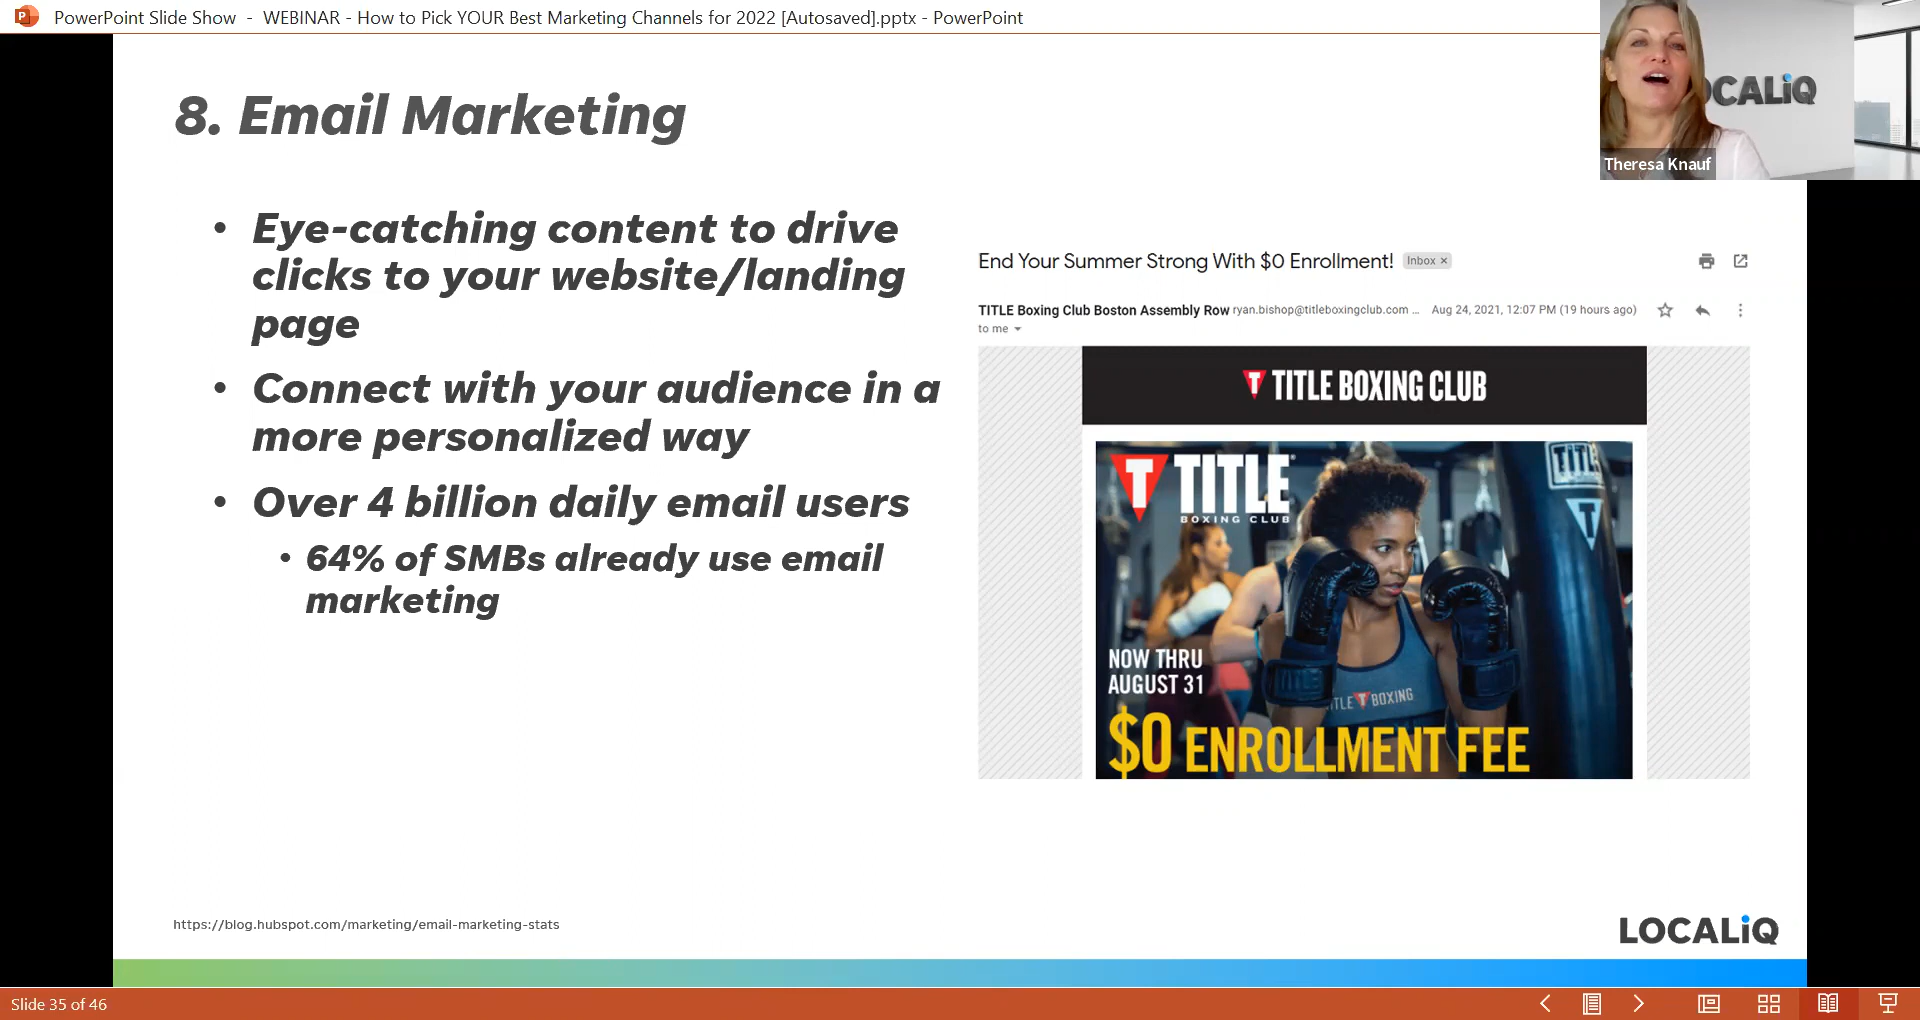 PowerPoint Slide Show - WEBINAR - How to Pick YOUR Best Marketing Channels for 2022 [Autosaved].pptx - PowerPoint
OCALiQ
Theresa Knauf
8. Email Marketing
• Eye-catching content to drive
clicks to your website/landing
page
• Connect with your audience in a
more personalized way
• Over 4 billion daily email users
• 64% of SMBs already use email
marketing
End Your Summer Strong With $0 Enrollment! Inbox ×
TITLE Boxing Club Boston Assembly Row ryan.bishop@titleboxingclub.com ... Aug 24, 2021, 12:07 PM (19 hours ago)
to me
T TITLE BOXING CLUB
T TITLE
BOXING CLUB
TITLE
NOW THRU
AUGUST 31
TLE BOXING
$0 ENROLLMENT FEE
https://blog.hubspot.com/marketing/email-marketing-stats
LOCALiQ
Slide 35 of 46